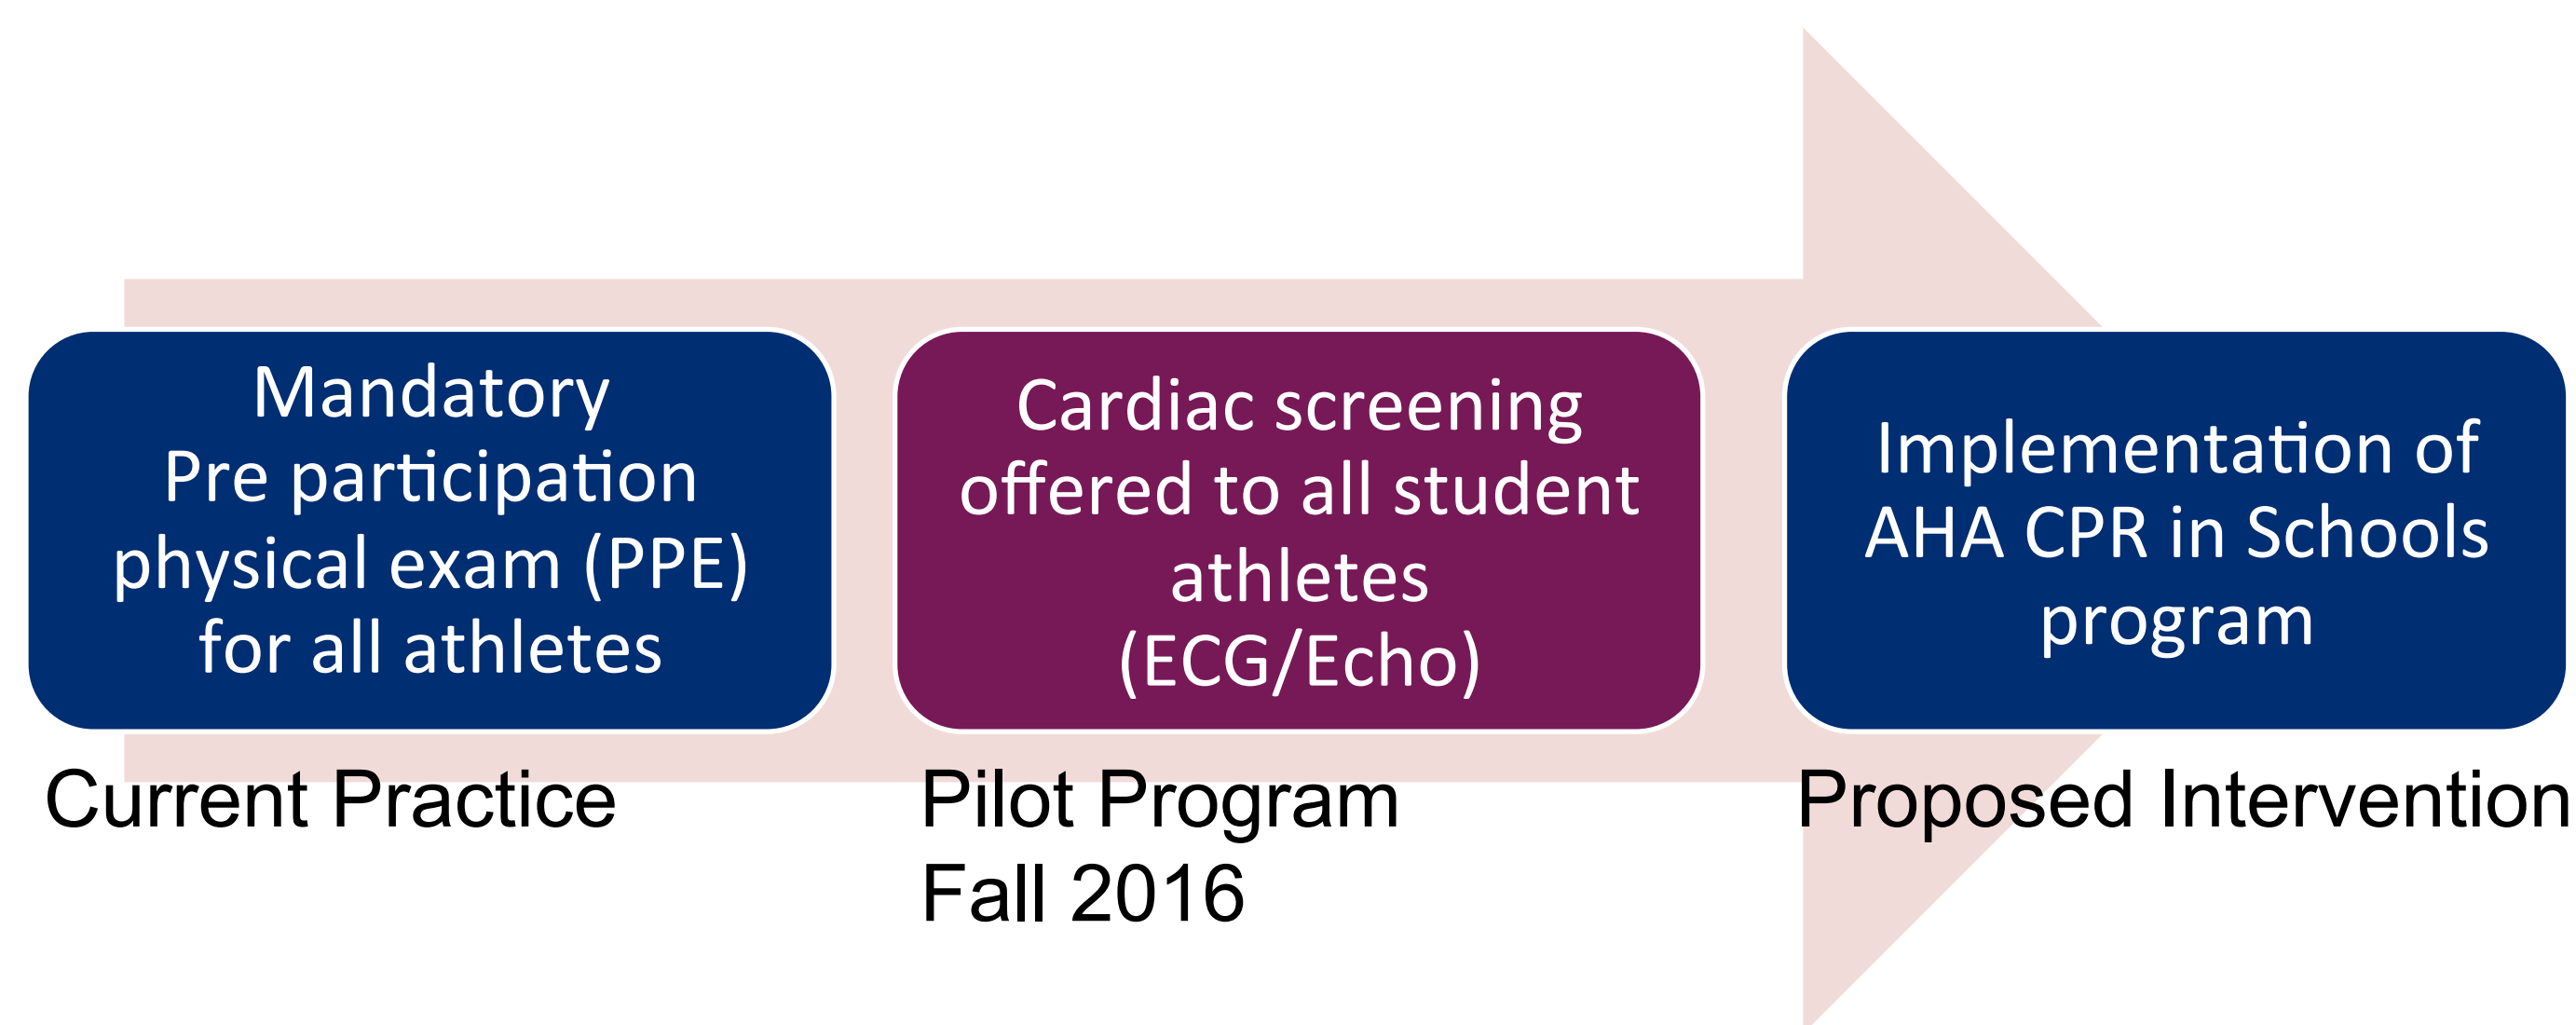 Mandatory
Pre participation
physical exam (PPE)
for all athletes
Current Practice
Cardiac screening
offered to all student
athletes
(ECG/Echo)
Pilot Program
Fall 2016
Implementation of
AHA CPR in Schools
program
Proposed Intervention